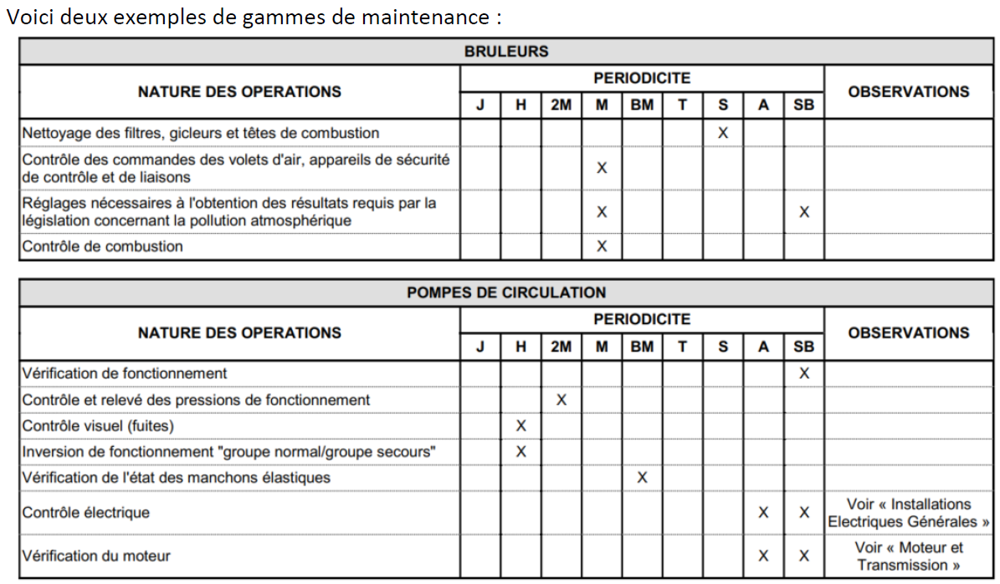 Voici deux exemples de gammes de maintenance :
BRULEURS
NATURE DES OPERATIONS
PERIODICITE
OBSERVATIONS
J H 2M M BM T S A SB
Nettoyage des filtres, gicleurs et têtes de combustion X
Contrôle des commandes des volets d'air, appareils de sécurité
de contrôle et de liaisons X
Réglages nécessaires à l'obtention des résultats requis par la
législation concernant la pollution atmosphérique X X
Contrôle de combustion X
POMPES DE CIRCULATION
NATURE DES OPERATIONS
PERIODICITE
OBSERVATIONS
J H 2M M BM T S A SB
Vérification de fonctionnement X
Contrôle et relevé des pressions de fonctionnement X
Contrôle visuel (fuites) X
Inversion de fonctionnement "groupe normal/groupe secours" X
Vérification de l'état des manchons élastiques X
Contrôle électrique X X Voir « Installations
Electriques Générales »
Vérification du moteur X X Voir « Moteur et
Transmission »